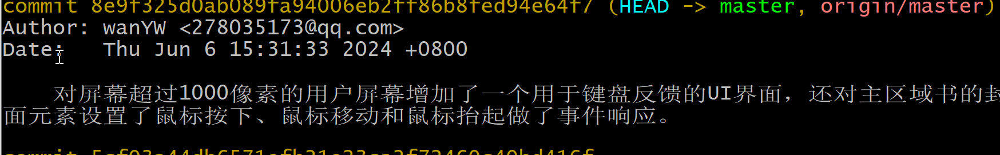 commit 8e9f325d0ab089fa94006eb2ff86b8fed94e64f7 (HEAD -> master, origin/master)
Author: wanYW <278035173@qq.com>
Date:   Thu Jun 6 15:31:33 2024 +0800
对屏幕超过1000像素的用户屏幕增加了一个用于键盘反馈的UI界面，还对主区域书的封
面元素设置了鼠标按下、鼠标移动和鼠标抬起做了事件响应。
commit